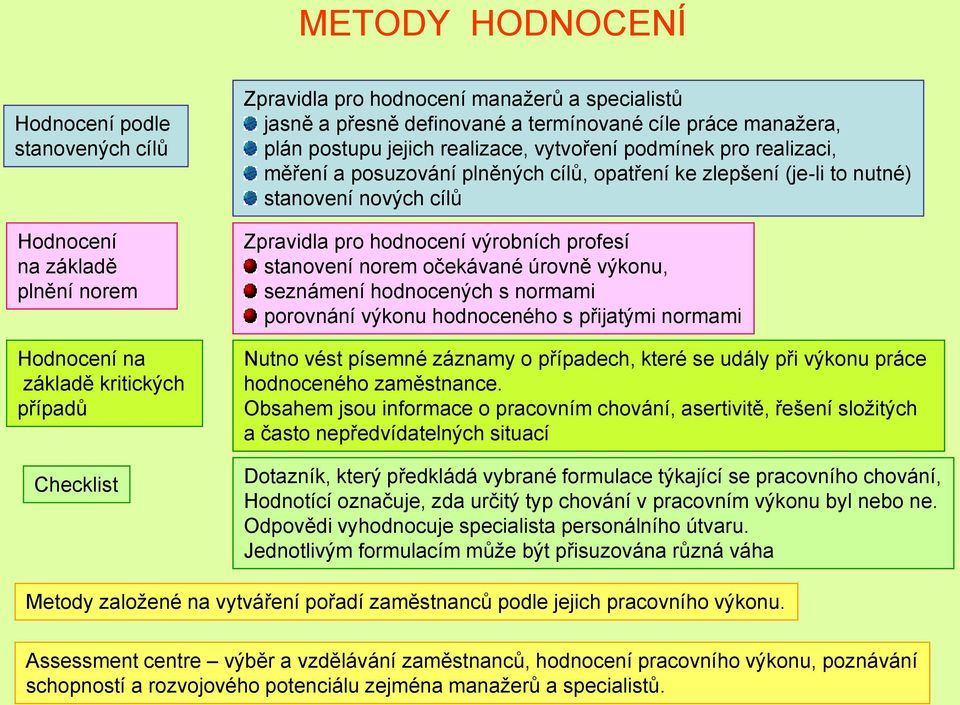 METODY HODNOCENÍ
Hodnocení podle
stanovených cílů
Zpravidla pro hodnocení manažerů a specialistů
jasně a přesně definované a termínované cíle práce manažera,
plán postupu jejich realizace, vytvoření podmínek pro realizaci,
měření a posuzování plněných cílů, opatření ke zlepšení (je-li to nutné)
stanovení nových cílů
Hodnocení
na základě
plnění norem
Zpravidla pro hodnocení výrobních profesí
stanovení norem očekávané úrovně výkonu,
seznámení hodnocených s normami
porovnání výkonu hodnoceného s přijatými normami
Hodnocení na
základě kritických
případů
Nutno vést písemné záznamy o případech, které se udály při výkonu práce
hodnoceného zaměstnance.
Obsahem jsou informace o pracovním chování, asertivitě, řešení složitých
a často nepředvídatelných situací
Checklist
Dotazník, který předkládá vybrané formulace týkající se pracovního chování,
Hodnotící označuje, zda určitý typ chování v pracovním výkonu byl nebo ne.
Odpovědi vyhodnocuje specialista personálního útvaru.
Jednotlivým formulacím může být přisuzována různá váha
Metody založené na vytváření pořadí zaměstnanců podle jejich pracovního výkonu.
Assessment centre – výběr a vzdělávání zaměstnanců, hodnocení pracovního výkonu, poznávání
schopností a rozvojového potenciálu zejména manažerů a specialistů.